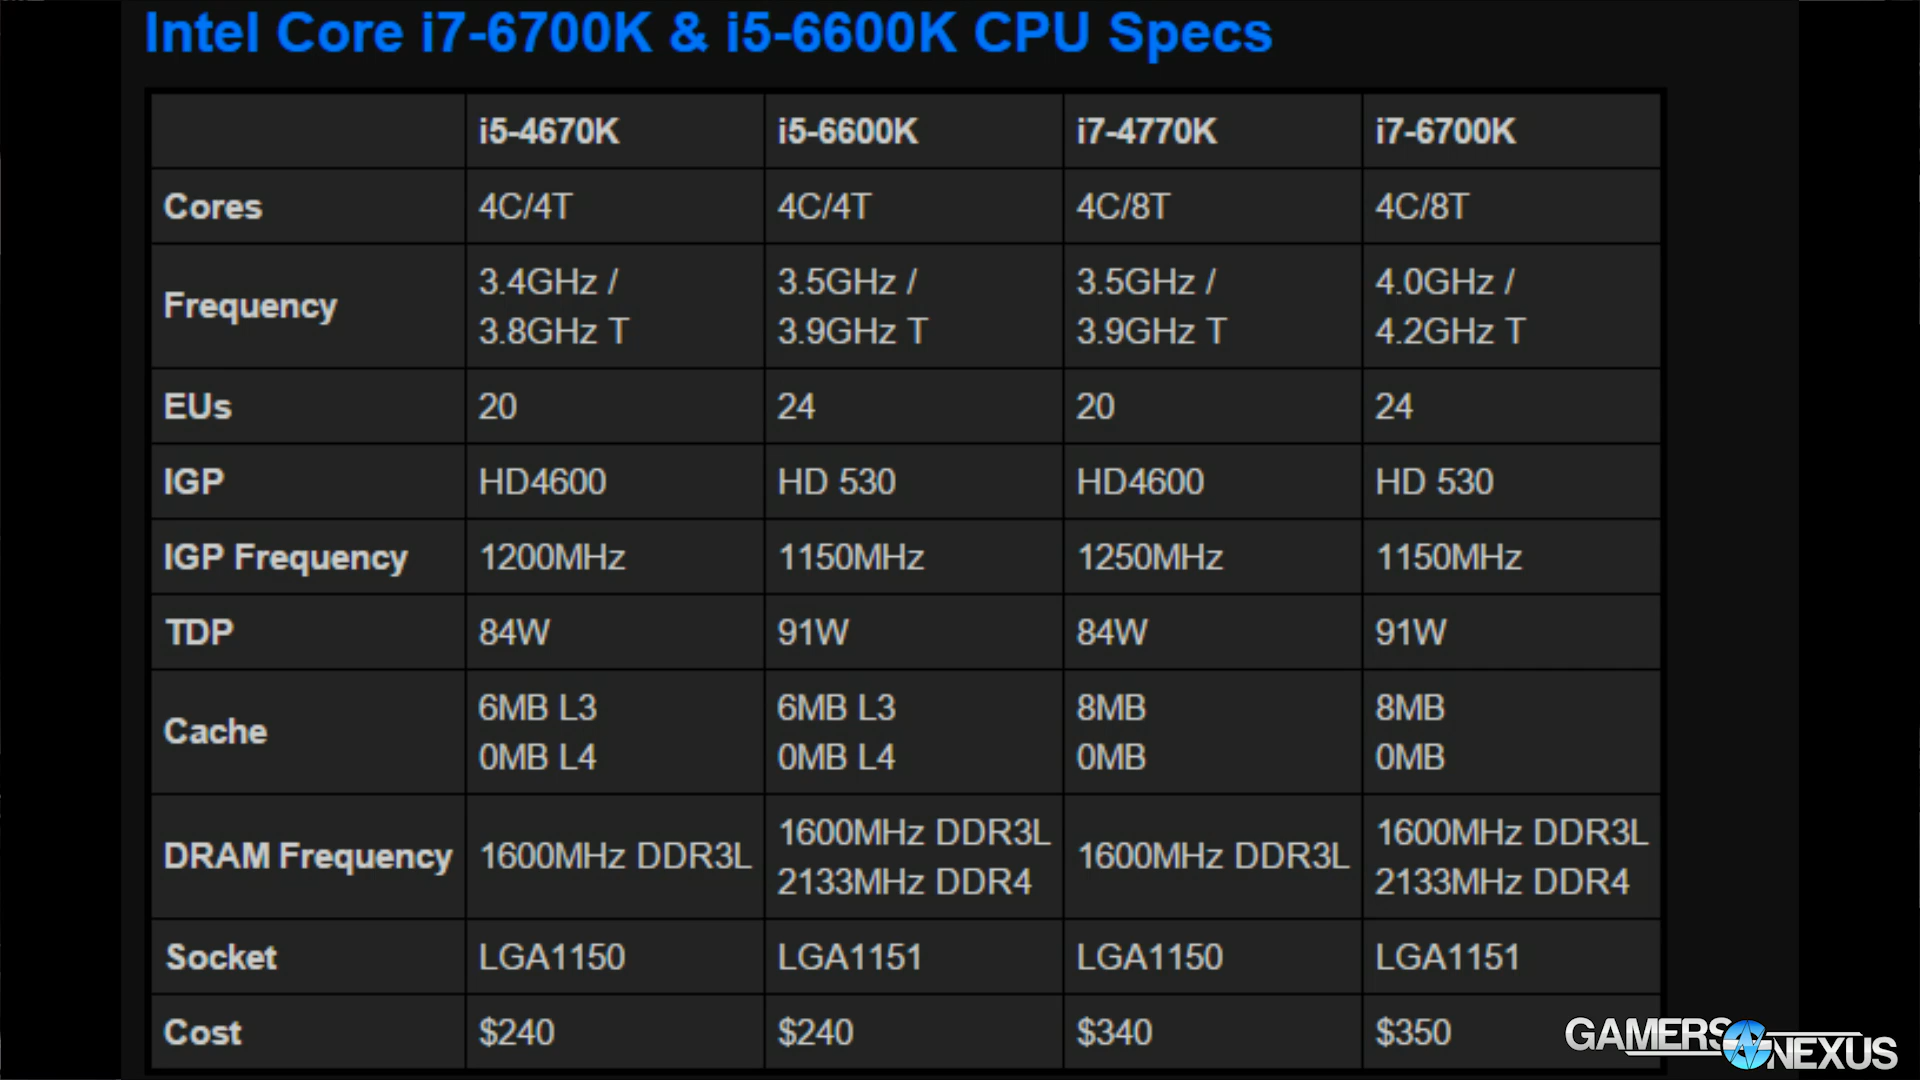 Intel Core i7-6700K & i5-6600K CPU Specs
i5-4670K i5-6600K i7-4770K i7-6700K
Cores 4C/4T 4C/4T 4C/8T 4C/8T
Frequency 3.4GHz / 3.8GHz T 3.5GHz / 3.9GHz T 3.5GHz / 3.9GHz T 4.0GHz / 4.2GHz T
EUs 20 24 20 24
IGP HD4600 HD 530 HD4600 HD 530
IGP Frequency 1200MHz 1150MHz 1250MHz 1150MHz
TDP 84W 91W 84W 91W
Cache 6MB L3 0MB L4 6MB L3 0MB L4 8MB 0MB 8MB 0MB
DRAM Frequency 1600MHz DDR3L 1600MHz DDR3L 2133MHz DDR4 1600MHz DDR3L 1600MHz DDR3L 2133MHz DDR4
Socket LGA1150 LGA1151 LGA1150 LGA1151
Cost $240 $240 $340 $350
GAMERS NEXUS